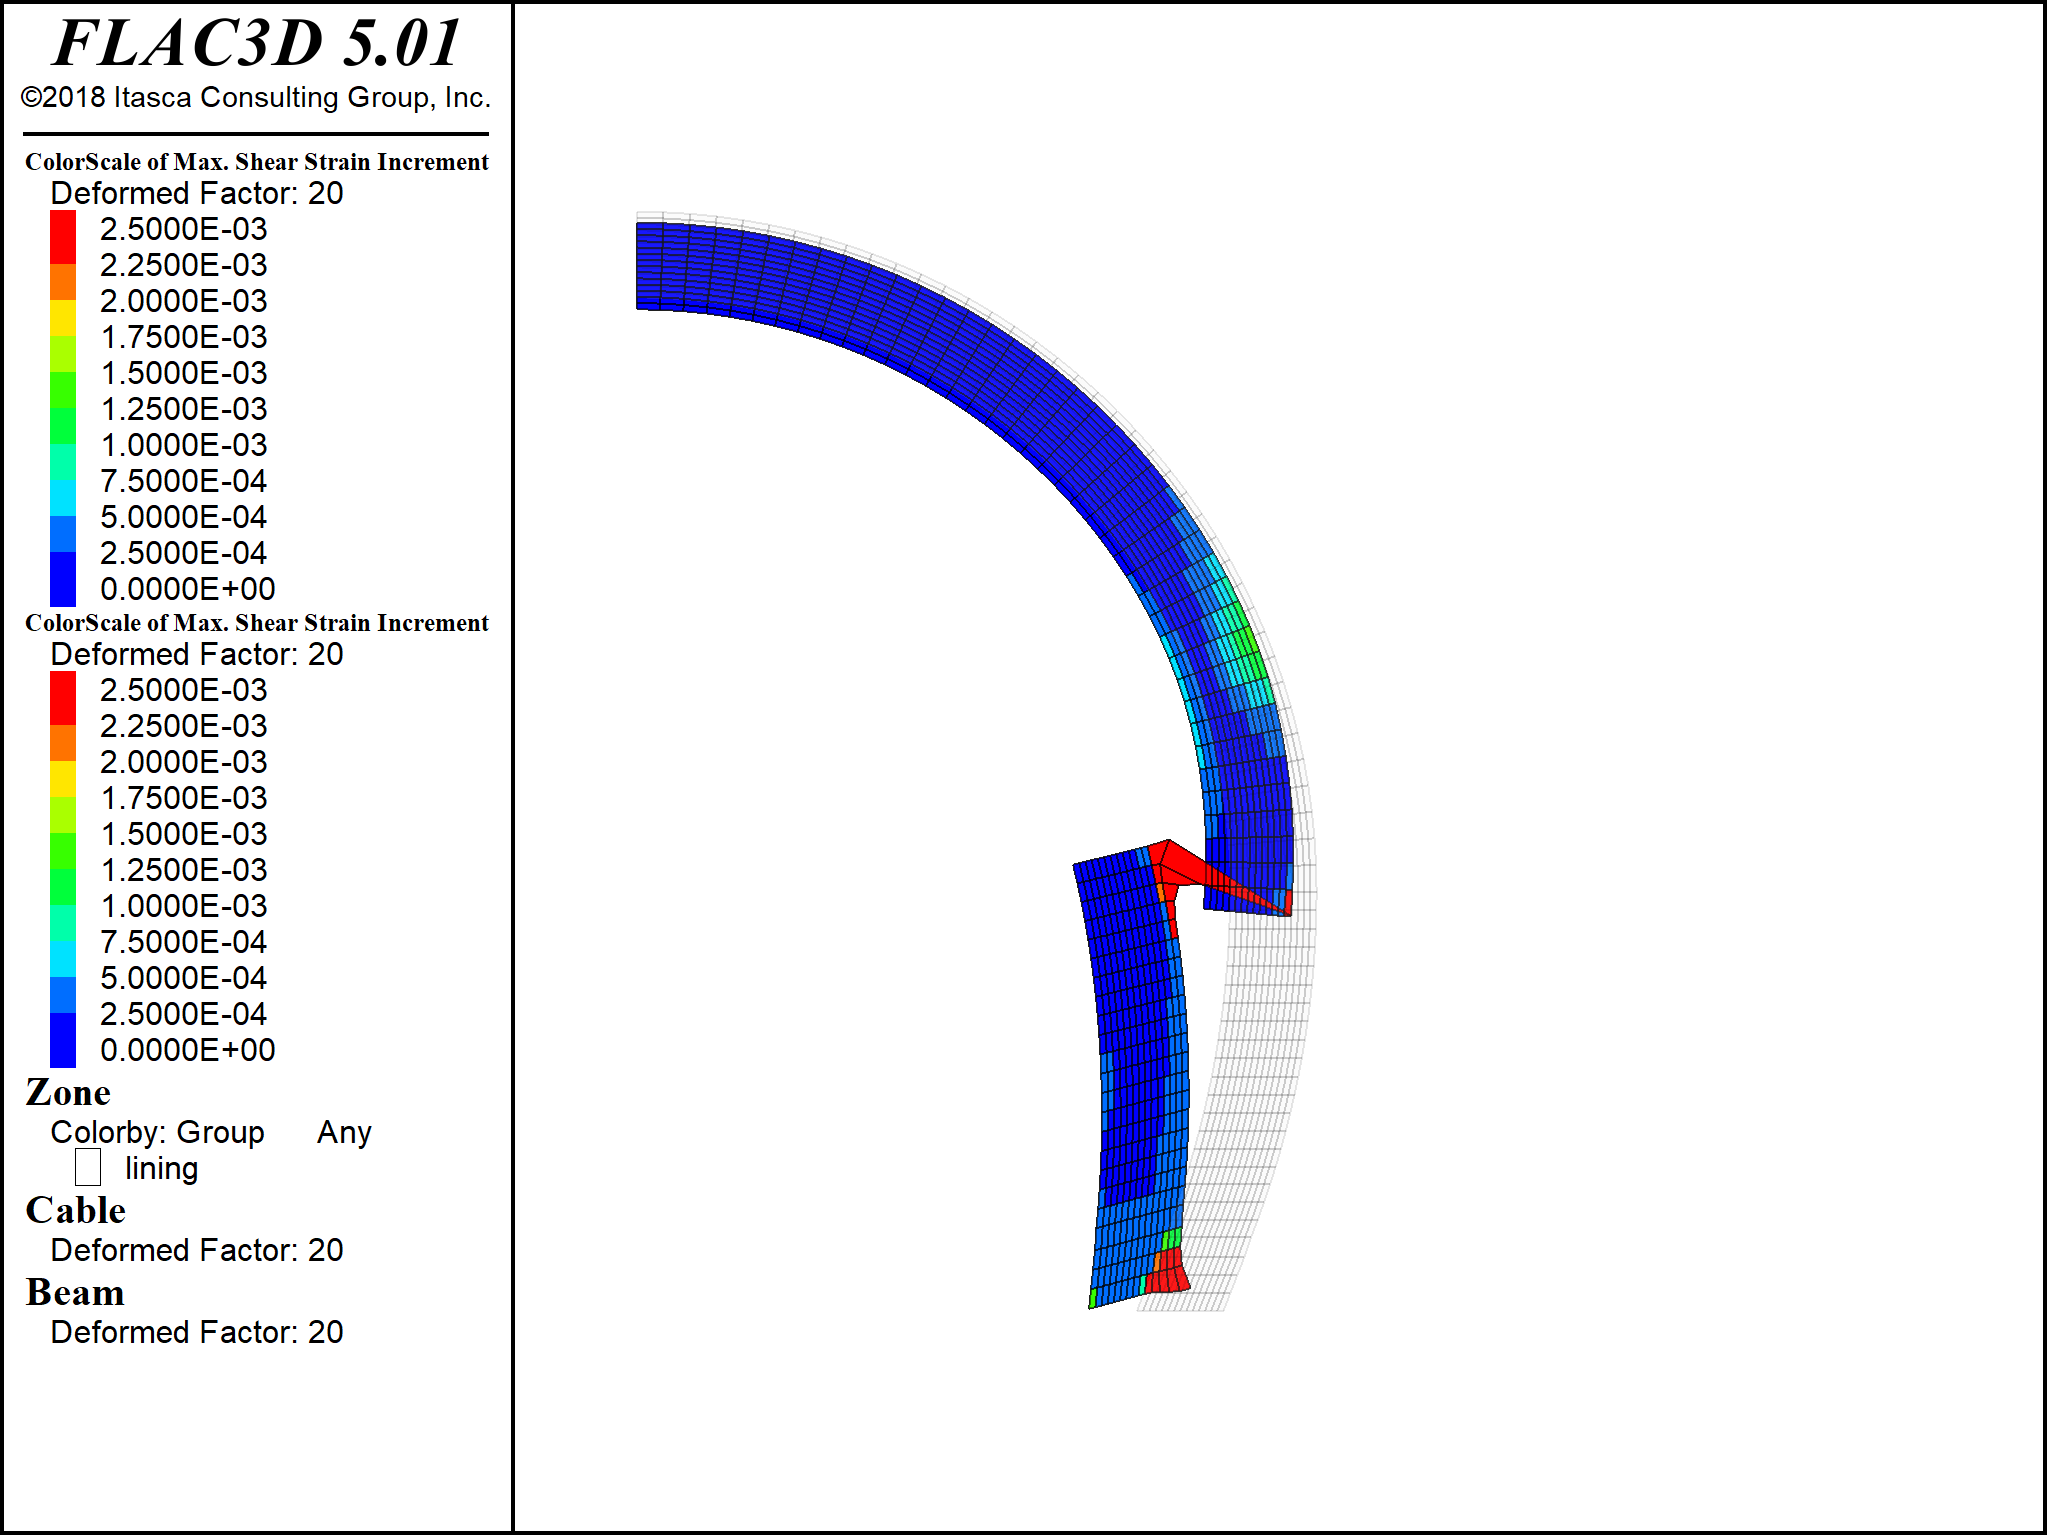 FLAC3D 5.01
©2018 Itasca Consulting Group, Inc.
ColorScale of Max. Shear Strain Increment
Deformed Factor: 20
2.5000E-03
2.2500E-03
2.0000E-03
1.7500E-03
1.5000E-03
1.2500E-03
1.0000E-03
7.5000E-04
5.0000E-04
2.5000E-04
0.0000E+00
ColorScale of Max. Shear Strain Increment
Deformed Factor: 20
2.5000E-03
2.2500E-03
2.0000E-03
1.7500E-03
1.5000E-03
1.2500E-03
1.0000E-03
7.5000E-04
5.0000E-04
2.5000E-04
0.0000E+00
Zone
Colorby: Group Any
lining
Cable
Deformed Factor: 20
Beam
Deformed Factor: 20